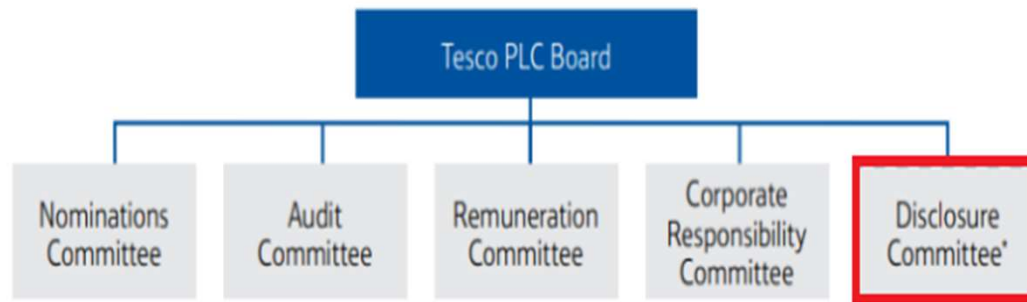 Tesco PLC Board
Nominations
Committee
Audit
Committee
Remuneration
Committee
Corporate
Responsibility
Committee
Disclosure
Committee*